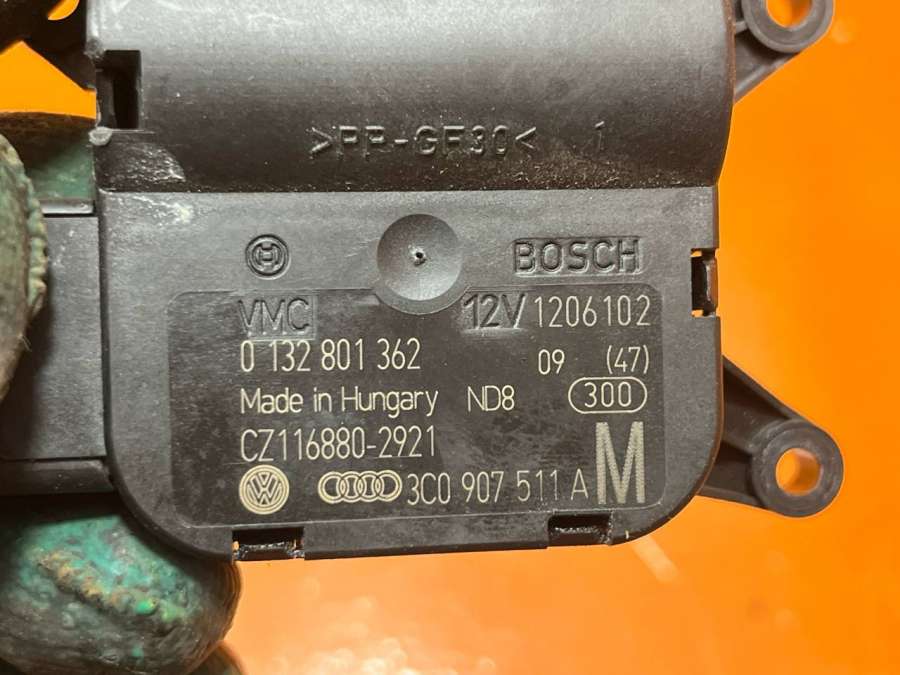 >PP-GF30< 1
BOSCH
VMC 12V 1206102
0 132 801 362 09 (47)
Made in Hungary ND8 300
CZ116880-2921
3C0 907 511 A M